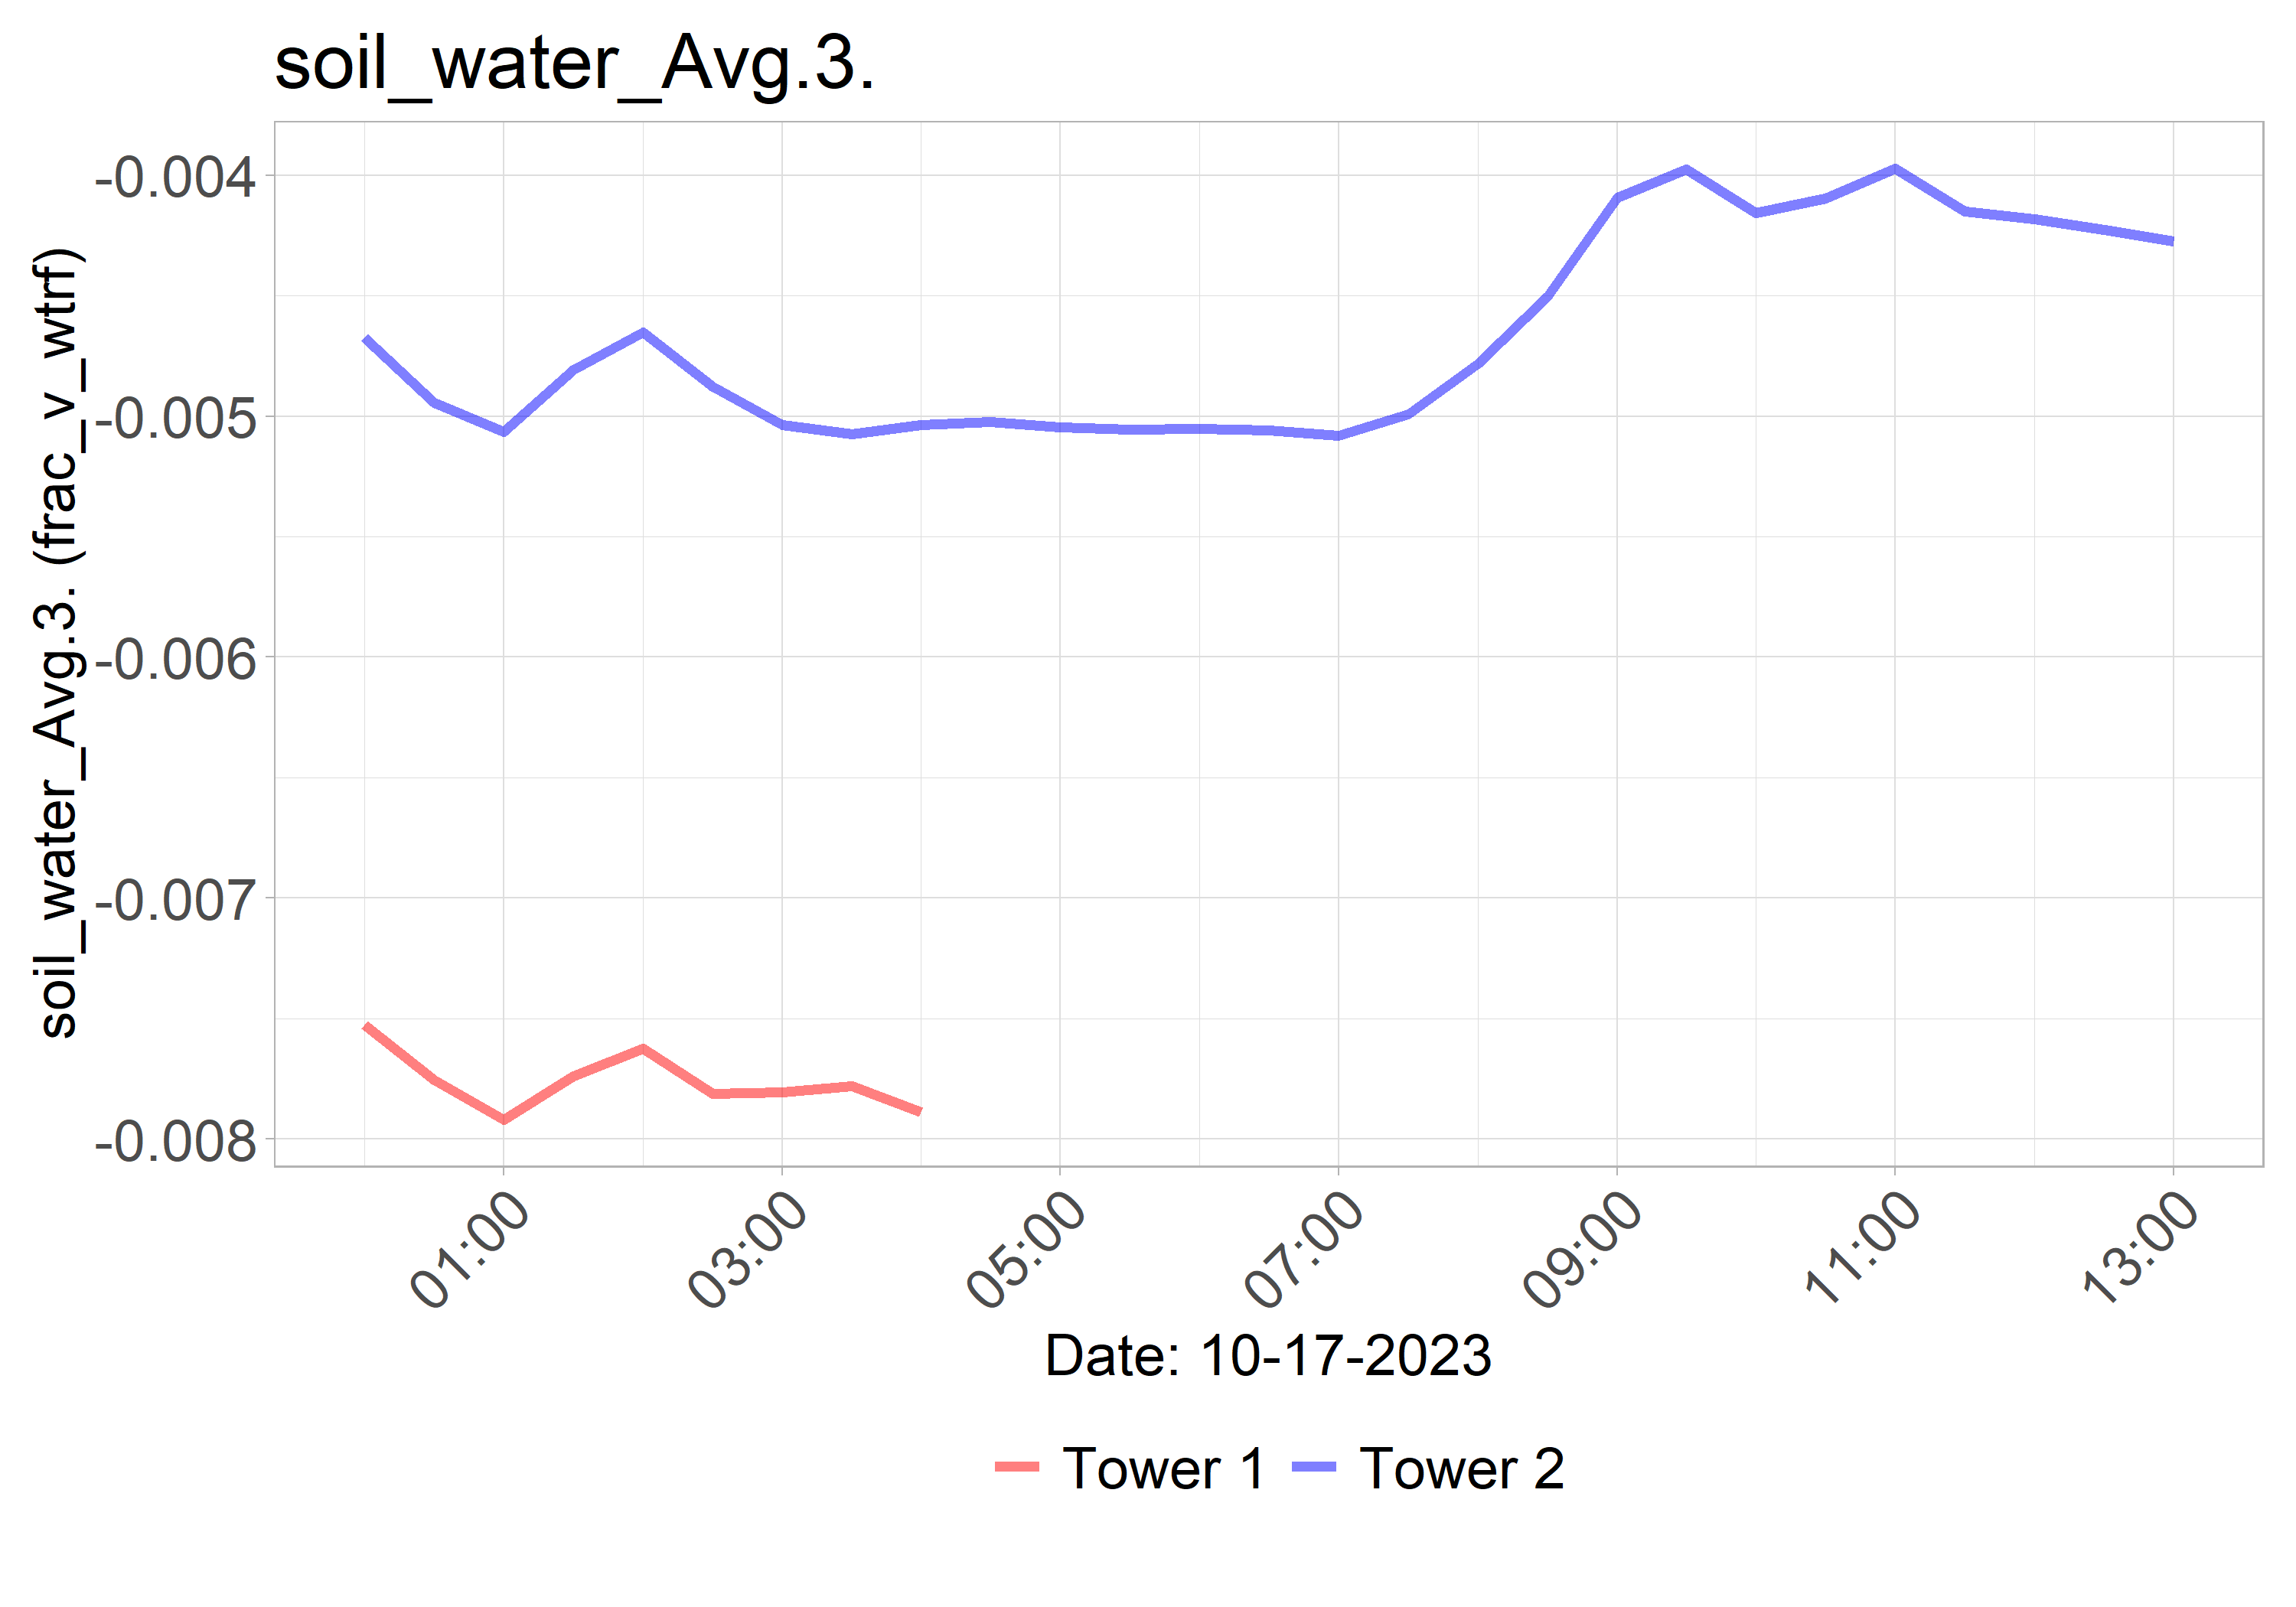 soil_water_Avg.3.
soil_water_Avg.3. (frac_v_wtrf)
-0.004
-0.005
-0.006
-0.007
-0.008
01:00 03:00 05:00 07:00 09:00 11:00 13:00
Date: 10-17-2023
Tower 1 Tower 2